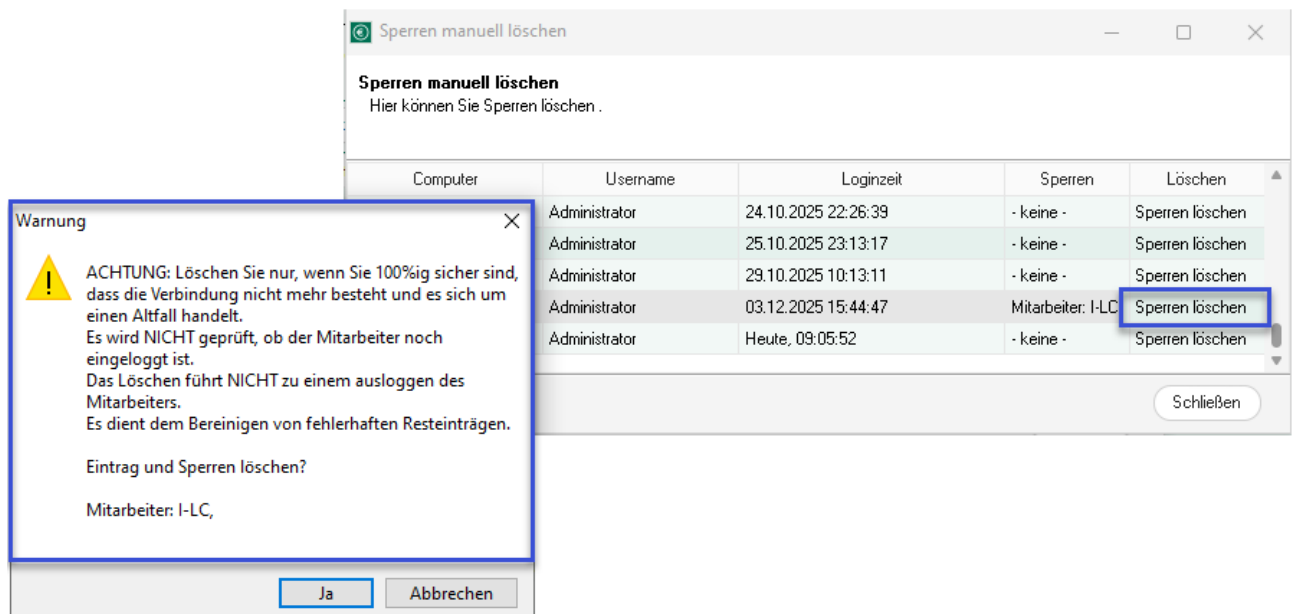 Sperren manuell löschen
Sperren manuell löschen
Hier können Sie Sperren löschen .
Computer Username Loginzeit Sperren Löschen
Administrator 24.10.2025 22:26:39 - keine - Sperren löschen
Administrator 25.10.2025 23:13:17 - keine - Sperren löschen
Administrator 29.10.2025 10:13:11 - keine - Sperren löschen
Administrator 03.12.2025 15:44:47 Mitarbeiter: I-LC Sperren löschen
Administrator Heute, 09:05:52 - keine - Sperren löschen
Schließen
Warnung
ACHTUNG: Löschen Sie nur, wenn Sie 100%ig sicher sind,
dass die Verbindung nicht mehr besteht und es sich um
einen Altfall handelt.
Es wird NICHT geprüft, ob der Mitarbeiter noch
eingeloggt ist.
Das Löschen führt NICHT zu einem ausloggen des
Mitarbeiters.
Es dient dem Bereinigen von fehlerhaften Resteinträgen.
Eintrag und Sperren löschen?
Mitarbeiter: I-LC,
Ja Abbrechen